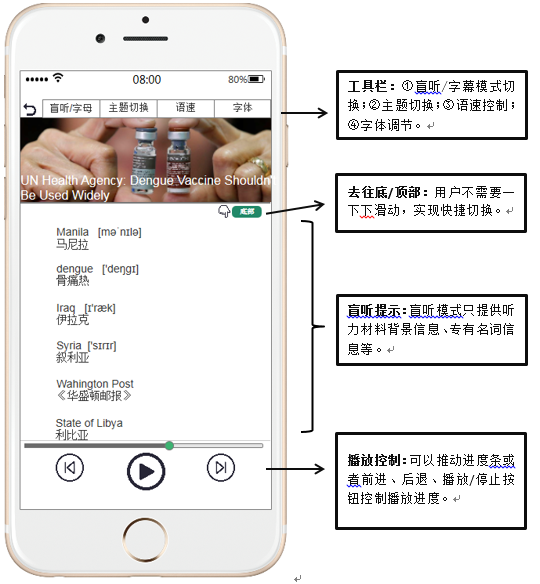 08:00
80%
盲听/字母 主题切换 语速 字体
UN Health Agency: Dengue Vaccine Shouldn'
Be Used Widely
底部
Manila [məˈnɪlə]
马尼拉
dengue ['deŋgɪ]
骨痛热
Iraq [ɪ'ræk]
伊拉克
Syria ['sɪrɪr]
叙利亚
Wahington Post
《华盛顿邮报》
State of Libya
利比亚
工具栏：①盲听/字幕模式切
换；②主题切换；③语速控制；
④字体调节。
去往底/顶部：用户不需要一
下下滑动，实现快捷切换。
盲听提示：盲听模式只提供听
力材料背景信息、专有名词信
息等。
播放控制：可以推动进度条或
者前进、后退、播放/停止按
钮控制播放进度。